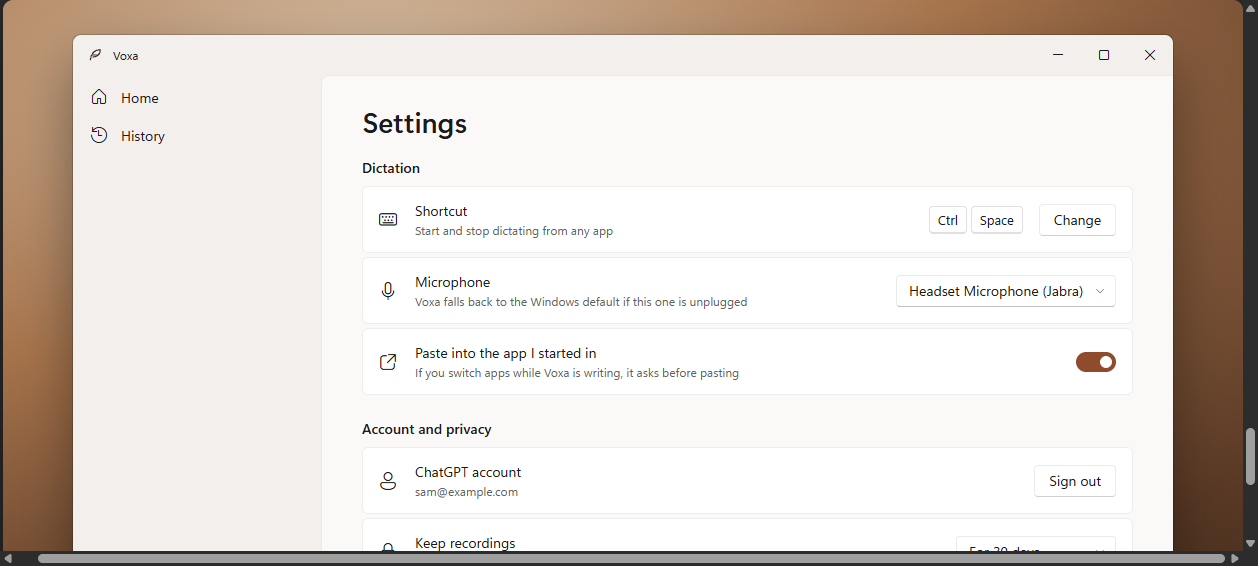 Voxa
Home
History
Settings
Dictation
Shortcut
Start and stop dictating from any app
Ctrl Space Change
Microphone
Voxa falls back to the Windows default if this one is unplugged
Headset Microphone (Jabra)
Paste into the app I started in
If you switch apps while Voxa is writing, it asks before pasting
Account and privacy
ChatGPT account
sam@example.com
Sign out
Keep recordings
For 30 days